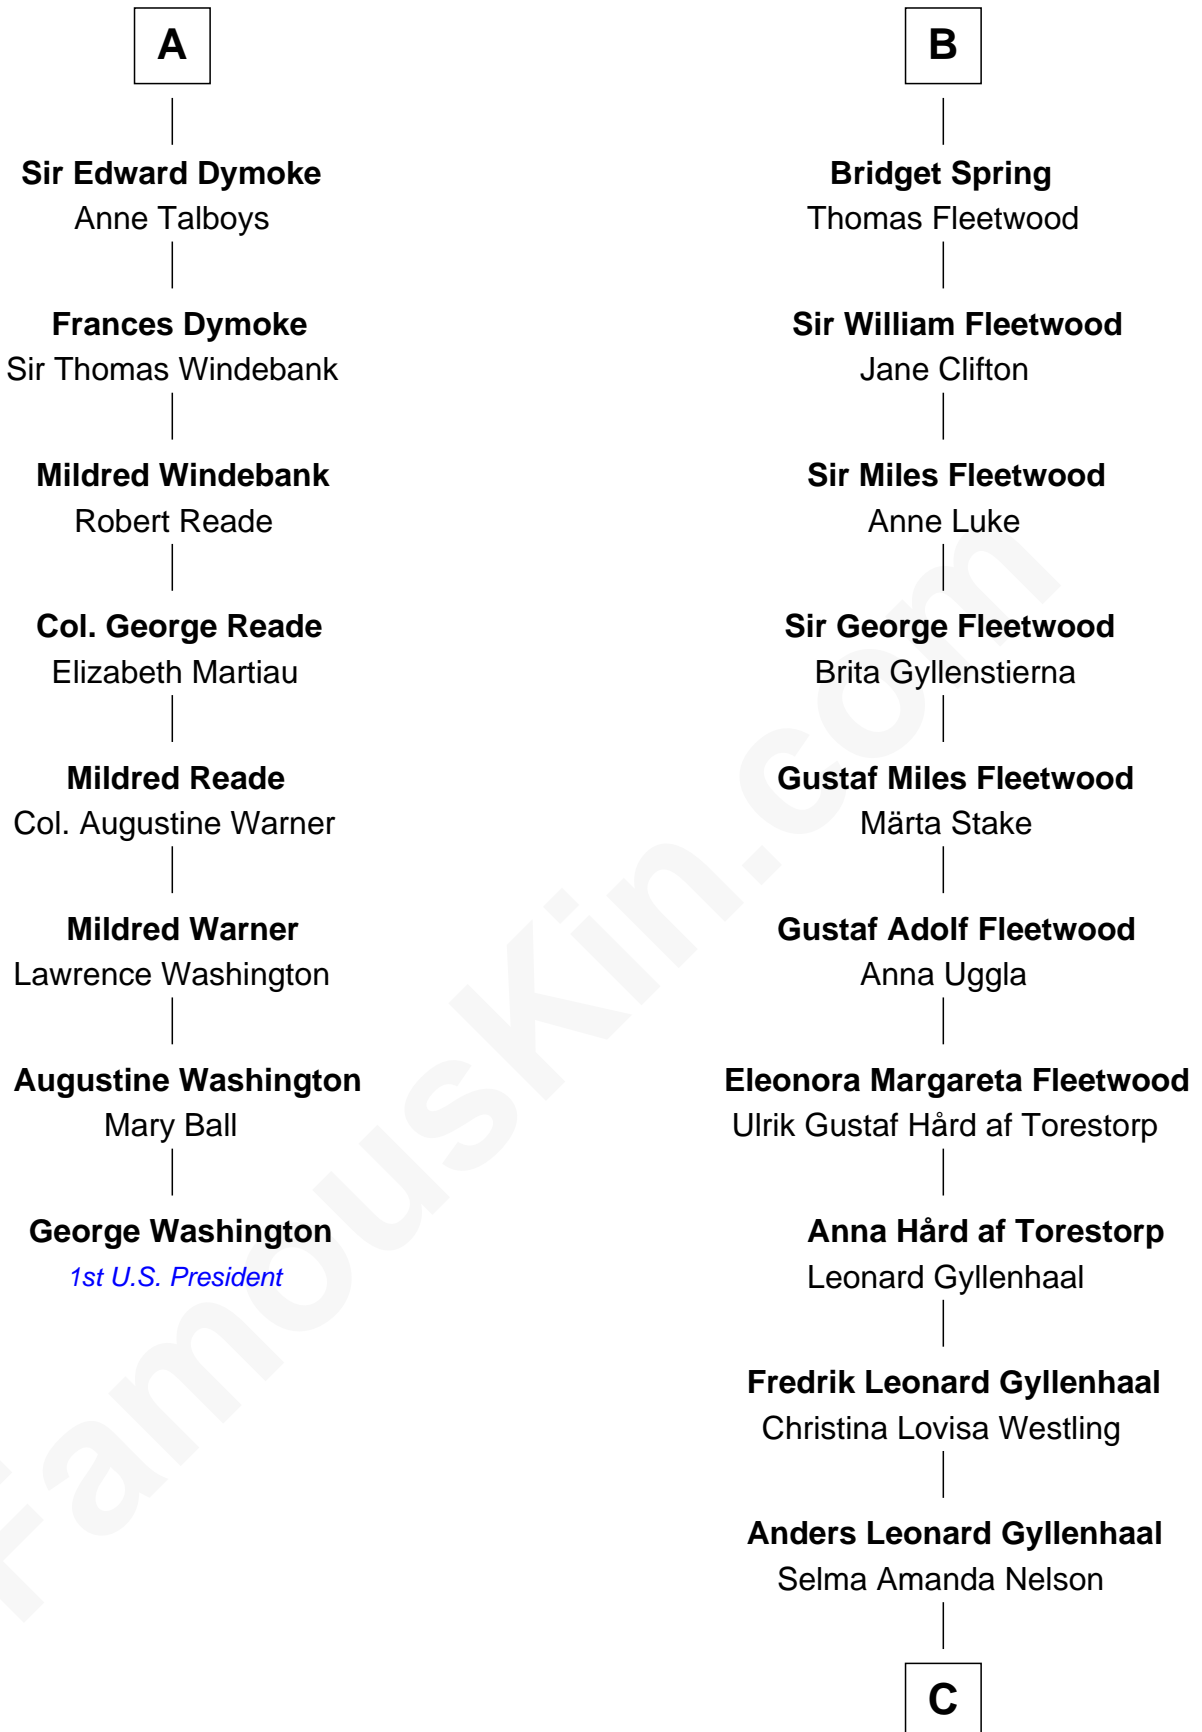 A
Sir Edward Dymoke
Anne Talboys
Frances Dymoke
Sir Thomas Windebank
Mildred Windebank
Robert Reade
Col. George Reade
Elizabeth Martiau
Mildred Reade
Col. Augustine Warner
Mildred Warner
Lawrence Washington
Augustine Washington
Mary Ball
George Washington
1st U.S. President
B
Bridget Spring
Thomas Fleetwood
Sir William Fleetwood
Jane Clifton
Sir Miles Fleetwood
Anne Luke
Sir George Fleetwood
Brita Gyllenstierna
Gustaf Miles Fleetwood
Märta Stake
Gustaf Adolf Fleetwood
Anna Uggla
Eleonora Margareta Fleetwood
Ulrik Gustaf Hård af Torestorp
Anna Hård af Torestorp
Leonard Gyllenhaal
Fredrik Leonard Gyllenhaal
Christina Lovisa Westling
Anders Leonard Gyllenhaal
Selma Amanda Nelson
C
FamousKin.com